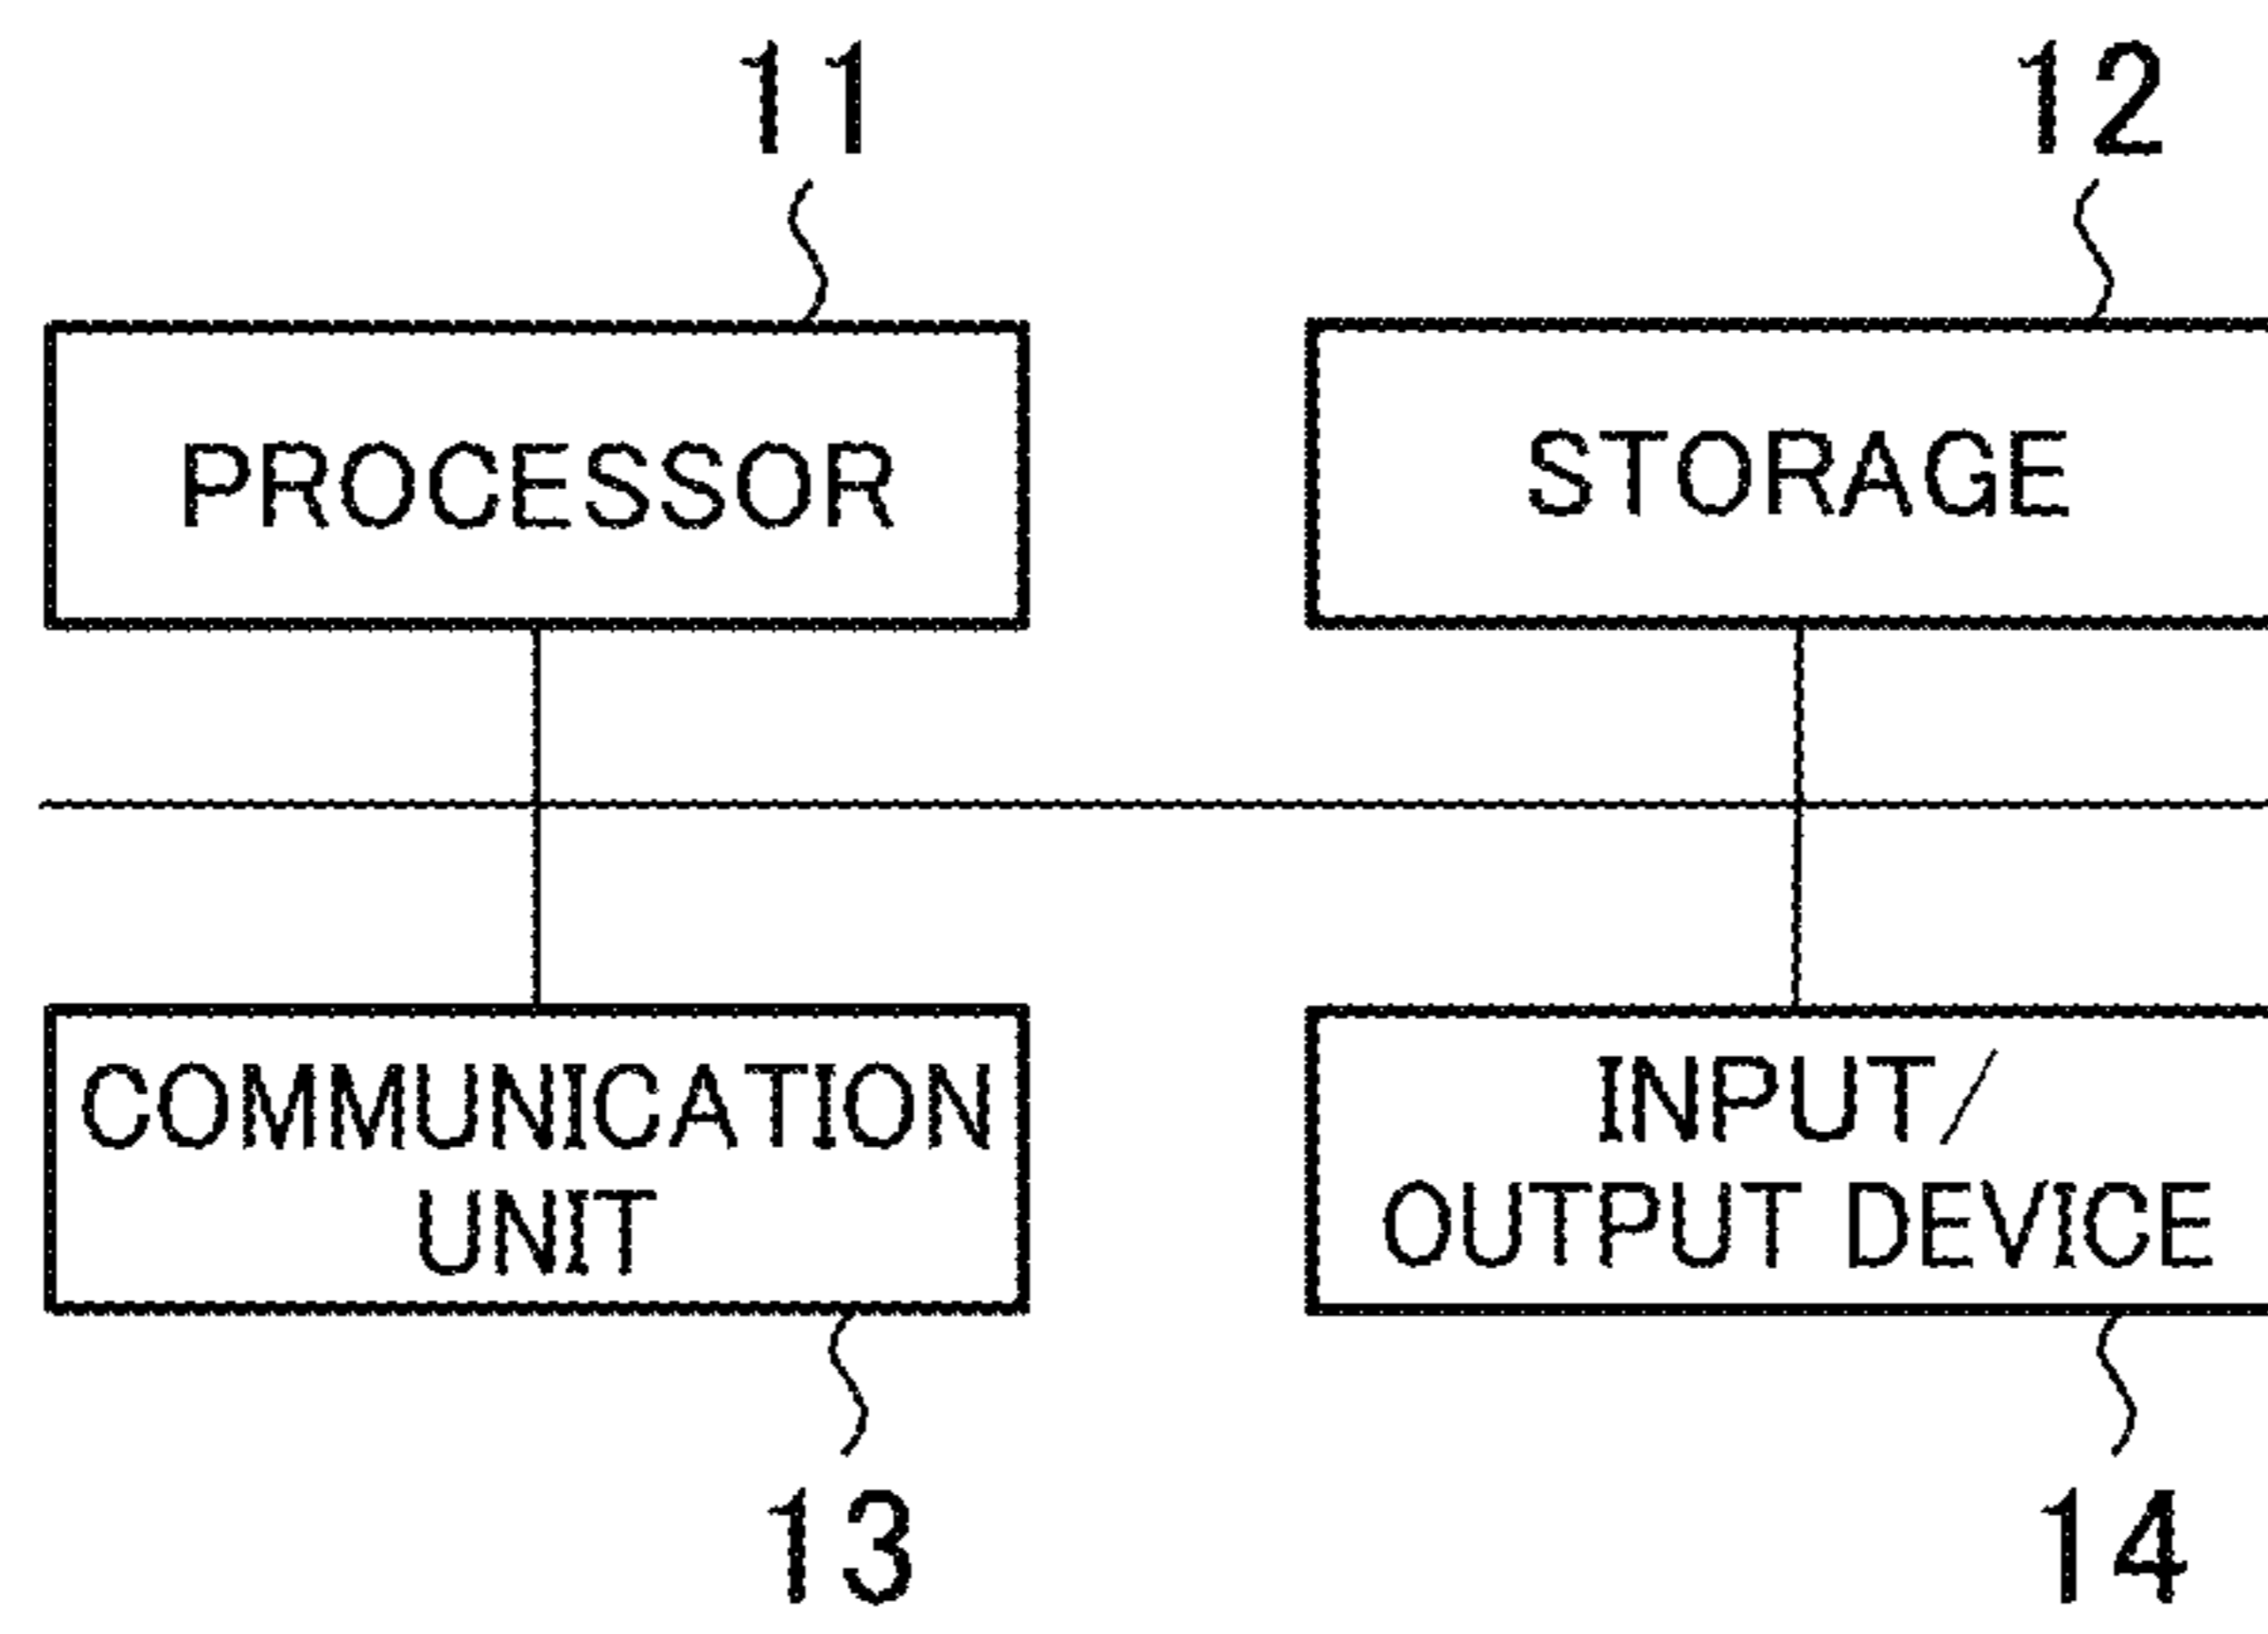 11
12
PROCESSOR
STORAGE
COMMUNICATION
UNIT
INPUT/
OUTPUT DEVICE
13
14